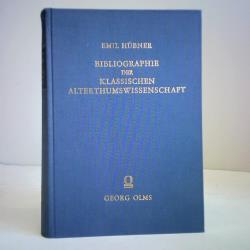 EMIL HÜBNER
BIBLIOGRAPHIE
DER
KLASSISCHEN
ALTERTHUMSWISSENSCHAFT
GEORG OLMS